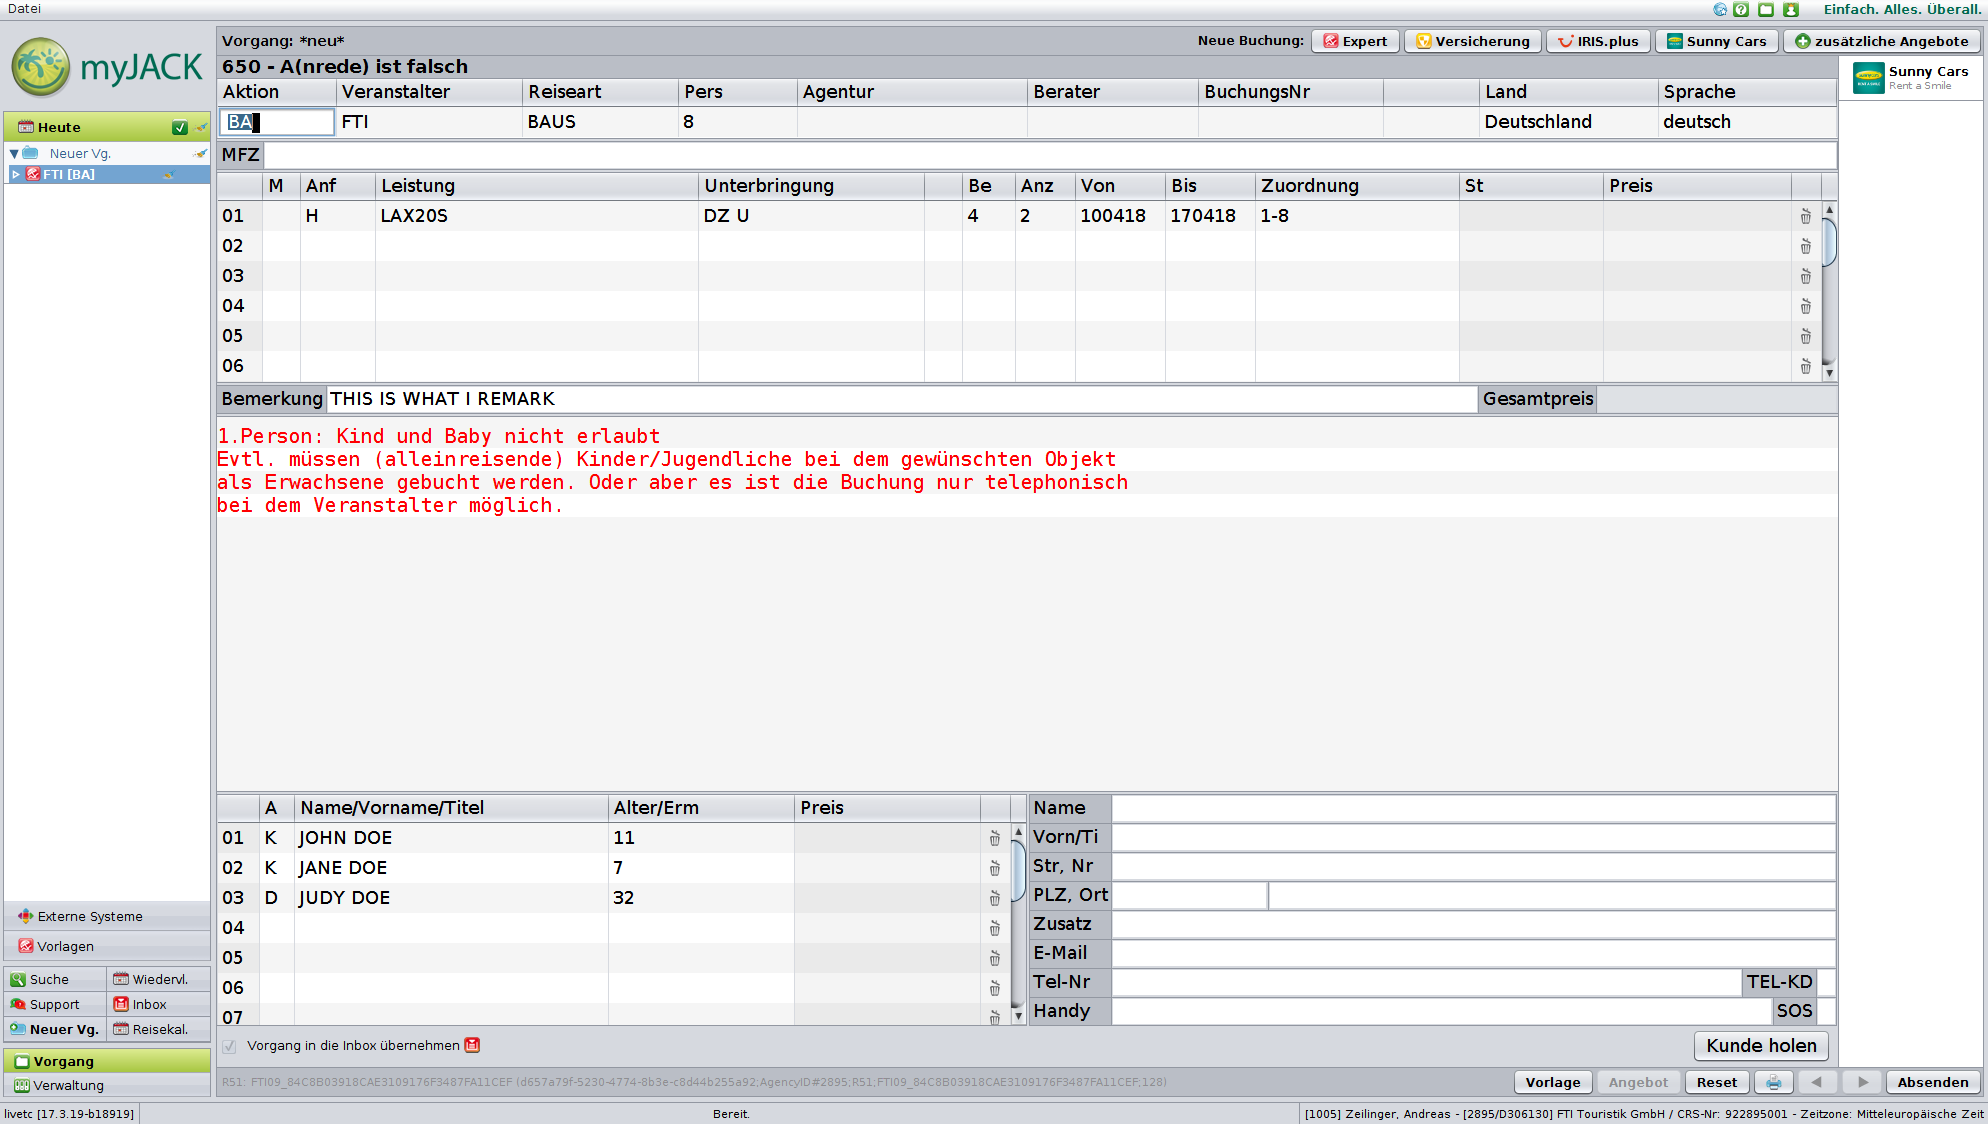 Datei
Einfach. Alles. Überall.
myJACK
Vorgang: *neu*
Neue Buchung:
Expert
Versicherung
IRIS.plus
Sunny Cars
zusätzliche Angebote
650 - A(nrede) ist falsch
Sunny Cars
Rent a Smile
Aktion Veranstalter Reiseart Pers Agentur Berater BuchungsNr Land Sprache
BA FTI BAUS 8 Deutschland deutsch
MFZ
Heute
Neuer Vg.
FTI [BA]
M Anf Leistung Unterbringung Be Anz Von Bis Zuordnung St Preis
01 H LAX20S DZ U 4 2 100418 170418 1-8
02
03
04
05
06
Bemerkung THIS IS WHAT I REMARK Gesamtpreis
1.Person: Kind und Baby nicht erlaubt
Evtl. müssen (alleinreisende) Kinder/Jugendliche bei dem gewünschten Objekt
als Erwachsene gebucht werden. Oder aber es ist die Buchung nur telephonisch
bei dem Veranstalter möglich.
A Name/Vorname/Titel Alter/Erm Preis
01 K JOHN DOE 11
02 K JANE DOE 7
03 D JUDY DOE 32
04
05
06
07
Name
Vorn/Ti
Str, Nr
PLZ, Ort
Zusatz
E-Mail
Tel-Nr TEL-KD
Handy SOS
Externe Systeme
Vorlagen
Suche Wiedervl.
Support Inbox
Neuer Vg. Reisekal.
Vorgang
Verwaltung
Vorgang in die Inbox übernehmen
Kunde holen
R51: FTI09_84C8B03918CAE3109176F3487FA11CEF (d657a79f-5230-4774-8b3e-c8d44b255a92;AgencyID#2895;R51;FTI09_84C8B03918CAE3109176F3487FA11CEF;128)
Vorlage Angebot Reset Absenden
livetc [17.3.19-b18919]
Bereit.
[1005] Zeilinger, Andreas - [2895/D306130] FTI Touristik GmbH / CRS-Nr: 922895001 - Zeitzone: Mitteleuropäische Zeit